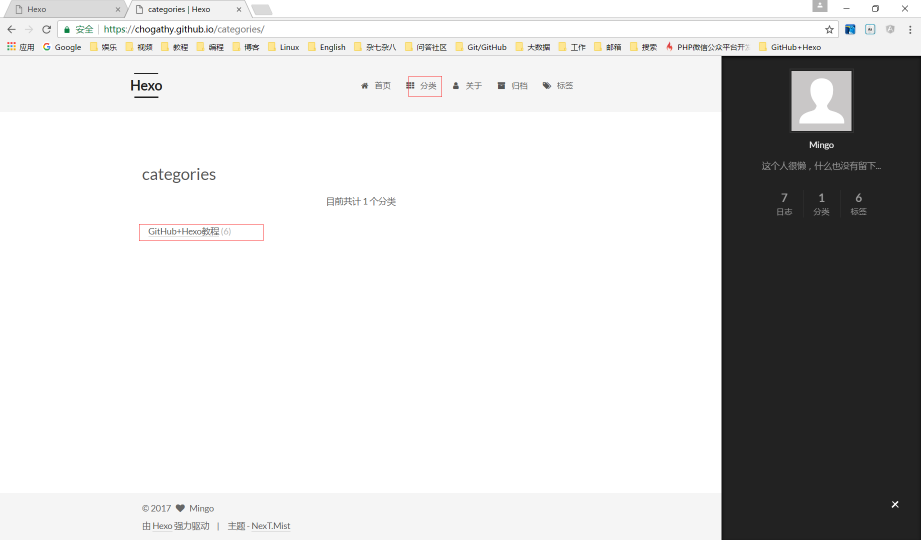 Hexo
categories | Hexo
安全 https://chogathy.github.io/categories/
应用 Google 娱乐 视频 教程 编程 博客 Linux English 杂七杂八 问答社区 Git/GitHub 大数据 工作 邮箱 搜索 PHP微信公众平台开 GitHub+Hexo
Hexo
首页 分类 关于 归档 标签
categories
目前共计 1 个分类
GitHub+Hexo教程 (6)
Mingo
这个人很懒，什么也没有留下...
7 1 6
日志 分类 标签
© 2017 Mingo
由 Hexo 强力驱动 | 主题 - NexT.Mist